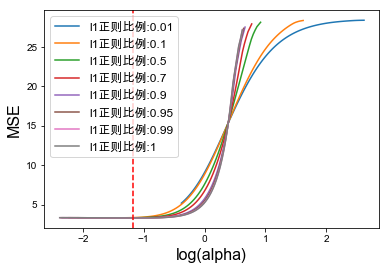 l1正则比例:0.01
l1正则比例:0.1
l1正则比例:0.5
l1正则比例:0.7
l1正则比例:0.9
l1正则比例:0.95
l1正则比例:0.99
l1正则比例:1
MSE
25
20
15
10
5
−2
−1
0
1
2
log(alpha)